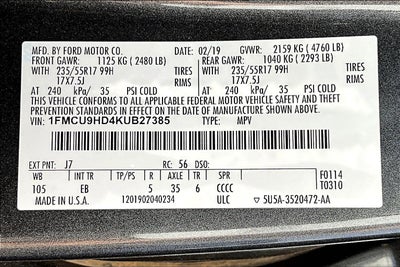 MFD. BY FORD MOTOR CO. 02/19 GVWR: 2159 KG ( 4760 LB)
FRONT GAWR: 1125 KG ( 2480 LB) REAR GAWR: 1040 KG ( 2293 LB)
WITH 235/55R17 99H TIRES WITH 235/55R17 99H TIRES
17X7.5J RIMS 17X7.5J RIMS
AT 240 kPa/ 35 PSI COLD AT 240 kPa/ 35 PSI COLD
THIS VEHICLE CONFORMS TO ALL APPLICABLE FEDERAL MOTOR VEHICLE SAFETY AND THEFT
PREVENTION STANDARDS IN EFFECT ON THE DATE OF MANUFACTURE SHOWN ABOVE.
VIN: 1FMCU9HD4KUB27385 TYPE: MPV
EXT PNT: J7 RC: 56 DSO: F0114
WB INT TR TP/PS R AXLE TR SPR T0310
105 EB 5 35 6 CCCC
MADE IN U.S.A. 1201902040234 ULC 5U5A-3520472-AA